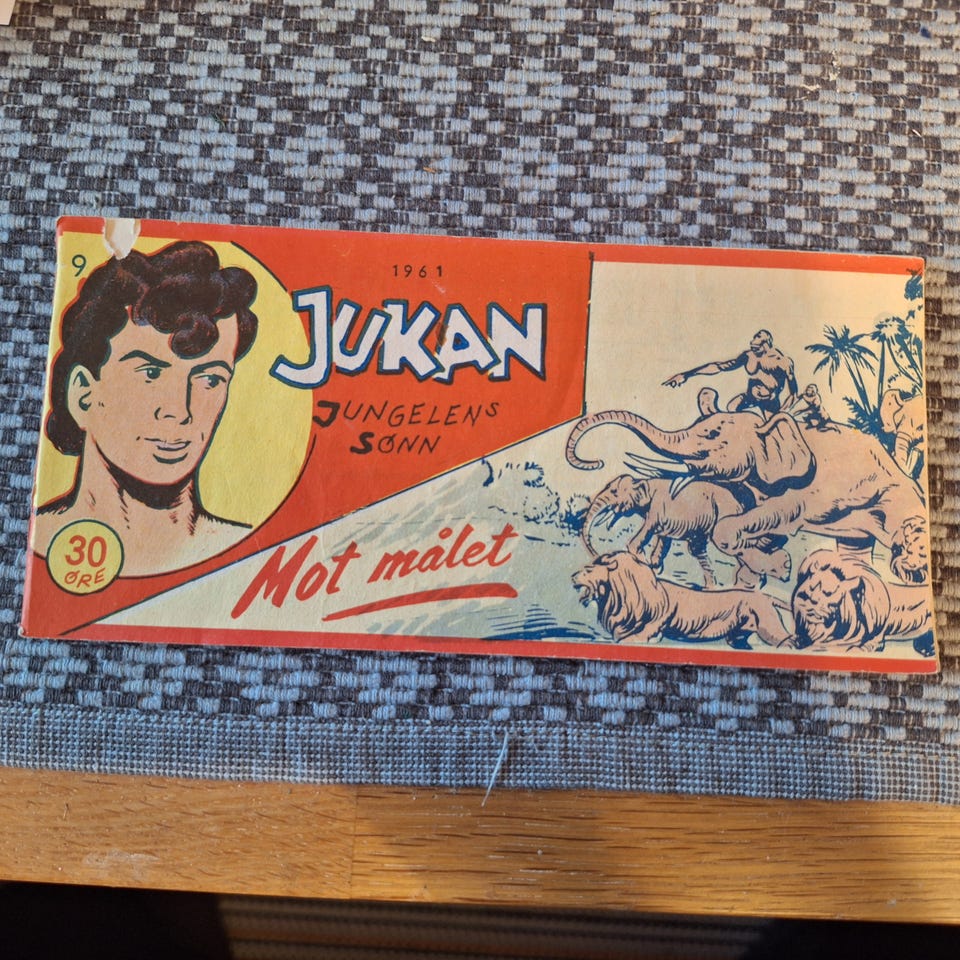 9
1961
JUKAN
JUNGELENS
SØNN
Mot målet
30
ØRE